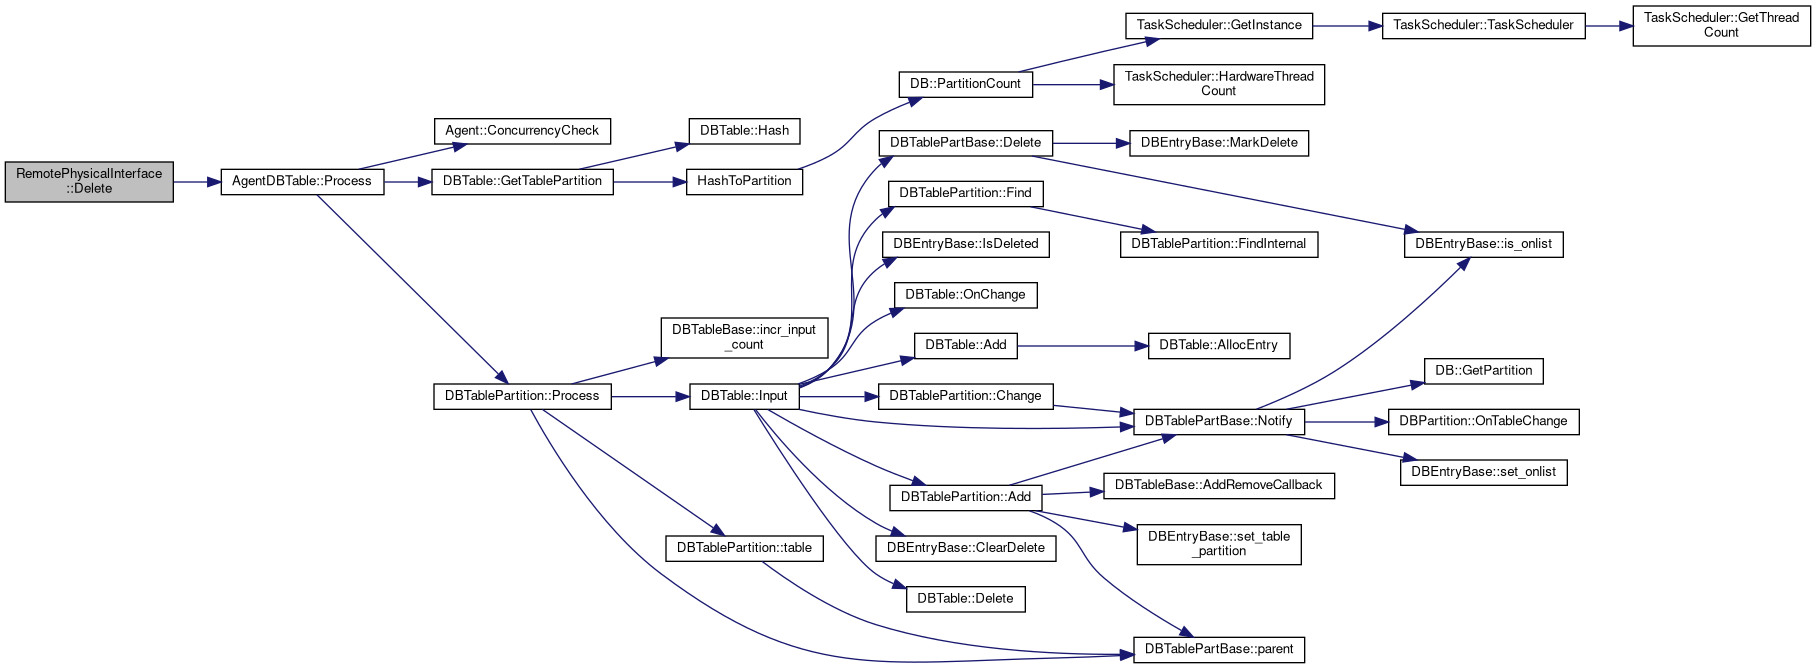 RemotePhysicalInterface
::Delete
AgentDBTable::Process
Agent::ConcurrencyCheck
DBTable::GetTablePartition
DBTablePartition::Process
DBTable::Hash
HashToPartition
DBTableBase::incr_input
_count
DBTable::Input
DBTablePartition::table
DB::PartitionCount
DBTablePartBase::Delete
DBTablePartition::Find
DBEntryBase::IsDeleted
DBTable::OnChange
DBTable::Add
DBTablePartition::Change
DBTablePartition::Add
DBEntryBase::ClearDelete
DBTable::Delete
TaskScheduler::GetInstance
TaskScheduler::HardwareThread
Count
DBEntryBase::MarkDelete
DBTablePartition::FindInternal
DBTable::AllocEntry
DBTablePartBase::Notify
DBTableBase::AddRemoveCallback
DBEntryBase::set_table
_partition
DBTablePartBase::parent
TaskScheduler::TaskScheduler
DBEntryBase::is_onlist
DB::GetPartition
DBPartition::OnTableChange
DBEntryBase::set_onlist
TaskScheduler::GetThread
Count